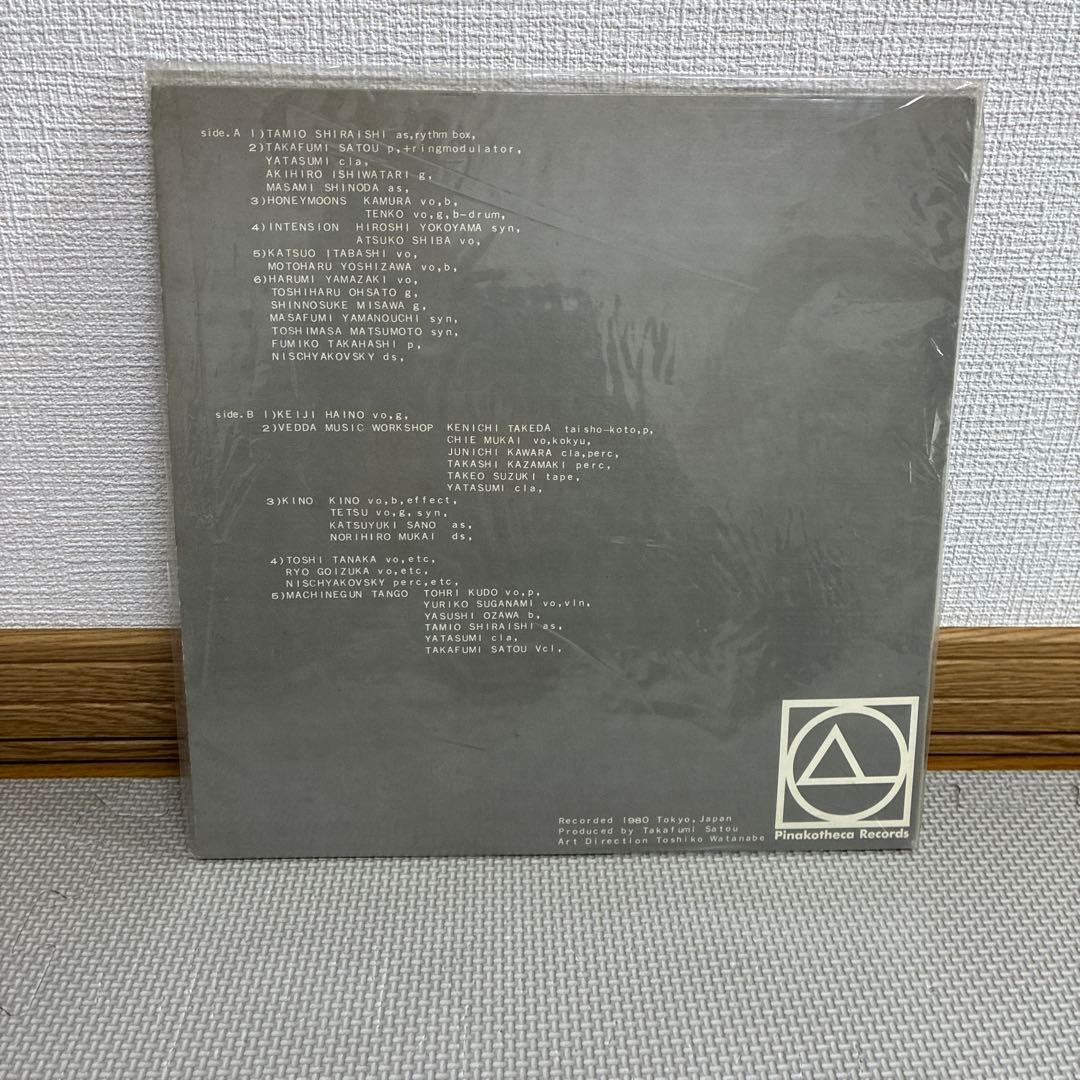 side.A 1)TAMIO SHIRAISHI as,rythm box,
2)TAKAFUMI SATOU p,+ringmodulator,
YATASUMI cla,
AKIHIRO ISHIWATARI g,
MASAMI SHINODA as,
3)HONEYMOONS KAMURA vo,b,
TENKO vo,g,b-drum,
4)INTENSION HIROSHI YOKOYAMA syn,
ATSUKO SHIBA vo,
5)KATSUO ITABASHI vo,
MOTOHARU YOSHIZAWA vo,b,
6)HARUMI YAMAZAKI vo,
TOSHIHARU OHSATO g,
SHINNOSUKE MISAWA g,
MASAFUMI YAMANOUCHI syn,
TOSHIMASA MATSUMOTO syn,
FUMIKO TAKAHASHI p,
NISCHYAKOVSKY ds,
side.B 1)KEIJI HAINO vo,g,
2)VEDDA MUSIC WORKSHOP KENICHI TAKEDA taisho-koto,p,
CHIE MUKAI vo,kokyu,
JUNICHI KAWARA cla,perc,
TAKASHI KAZAMAKI perc,
TAKEO SUZUKI tape,
YATASUMI cla,
3)KINO KINO vo,b,effect,
TETSU vo,g,syn,
KATSUYUKI SANO as,
NORIHIRO MUKAI ds,
4)TOSHI TANAKA vo,etc,
RYO GOIZUKA vo,etc,
NISCHYAKOVSKY perc,etc,
5)MACHINEGUN TANGO TOHRI KUDO vo,p,
YURIKO SUGANAMI vo,vln,
YASUSHI OZAWA b,
TAMIO SHIRAISHI as,
YATASUMI cla,
TAKAFUMI SATOU Vcl,
Recorded 1980 Tokyo,Japan
Produced by Takafumi Satou
Art Direction Toshiko Watanabe
Pinakotheca Records